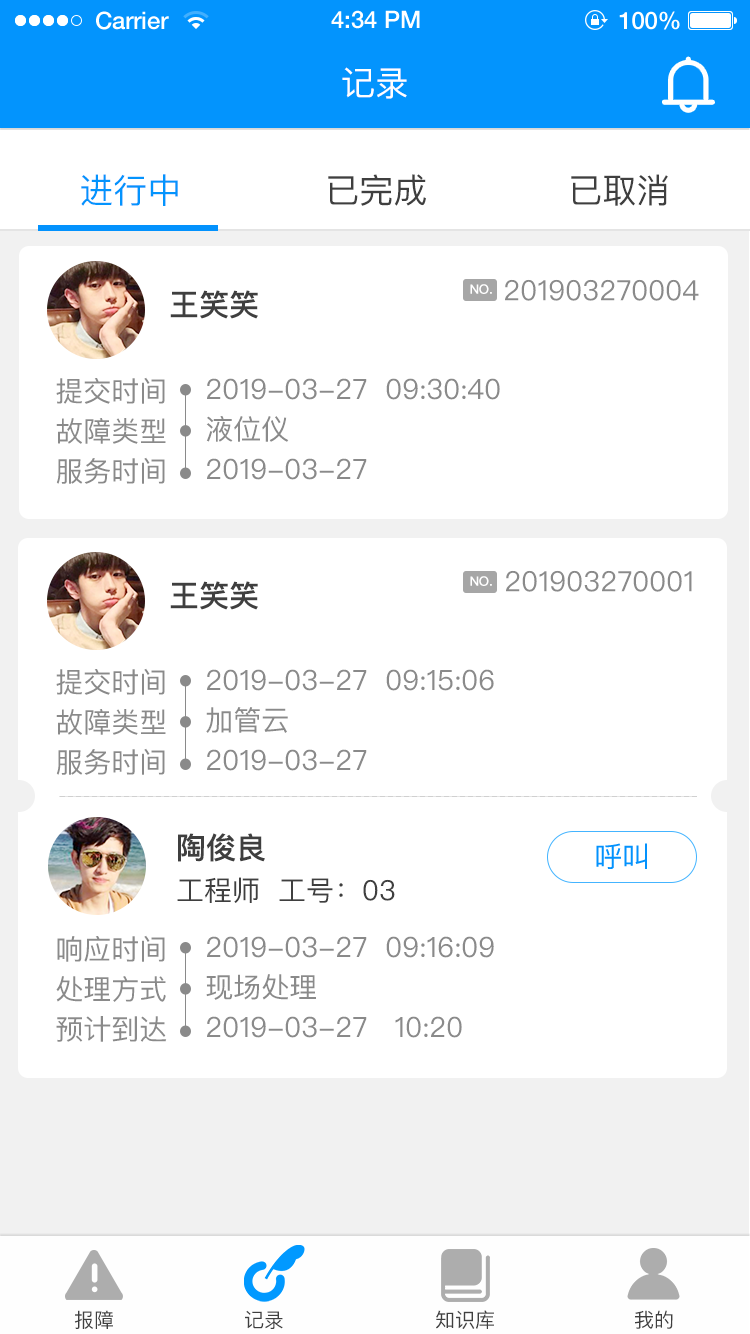 Carrier 4:34 PM 100%
记录
进行中 已完成 已取消
王笑笑 NO. 201903270004
提交时间 2019-03-27 09:30:40
故障类型 液位仪
服务时间 2019-03-27
王笑笑 NO. 201903270001
提交时间 2019-03-27 09:15:06
故障类型 加管云
服务时间 2019-03-27
陶俊良 呼叫
工程师 工号：03
响应时间 2019-03-27 09:16:09
处理方式 现场处理
预计到达 2019-03-27 10:20
报障 记录 知识库 我的